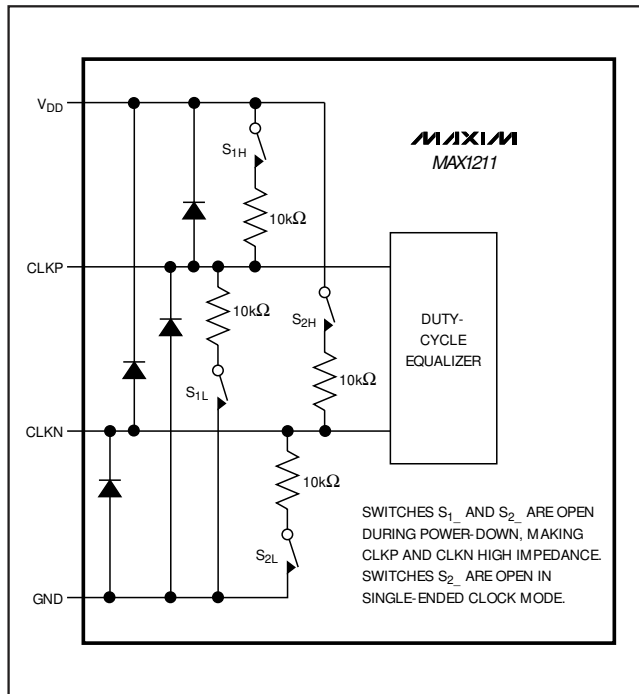 VDD
S1H
MAXIM
MAX1211
10kΩ
CLKP
10kΩ
S2H
DUTY-
CYCLE
EQUALIZER
S1L
10kΩ
CLKN
10kΩ
SWITCHES S1_ AND S2_ ARE OPEN
DURING POWER-DOWN, MAKING
CLKP AND CLKN HIGH IMPEDANCE.
SWITCHES S2_ ARE OPEN IN
SINGLE-ENDED CLOCK MODE.
S2L
GND